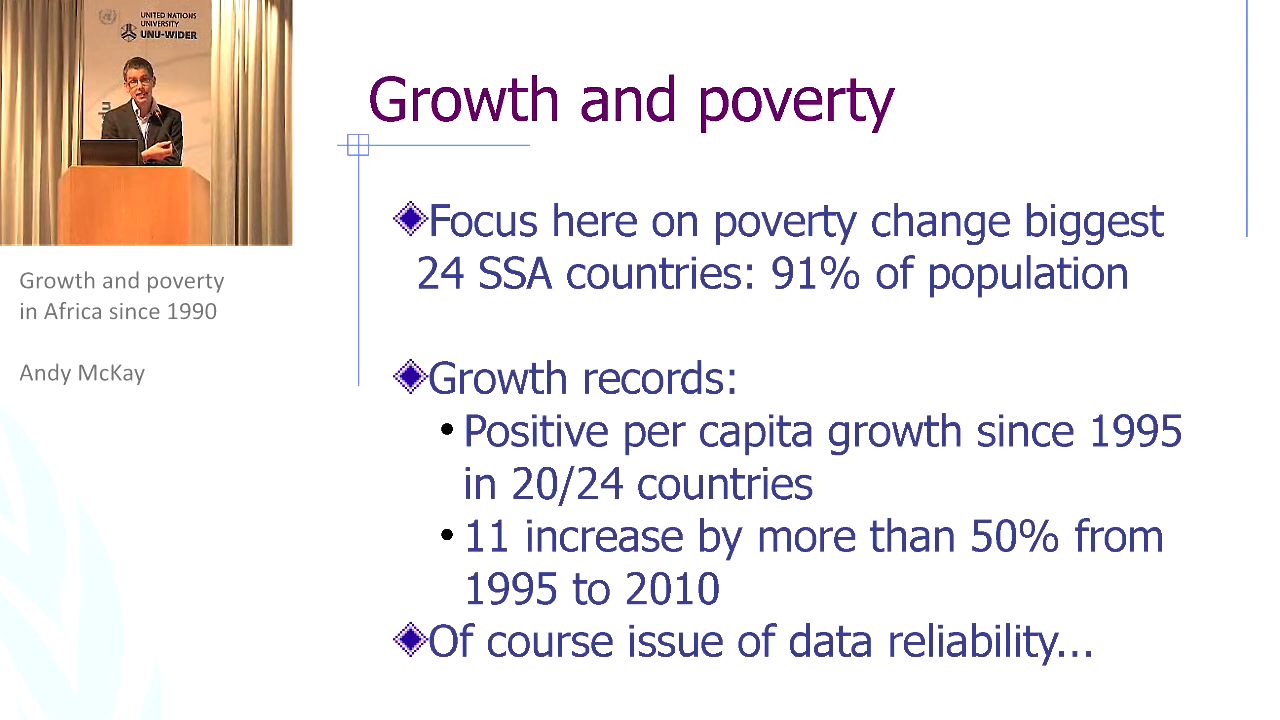 UNITED NATIONS
UNIVERSITY
UNU-WIDER
Growth and poverty
in Africa since 1990
Andy McKay
Growth and poverty
Focus here on poverty change biggest
24 SSA countries: 91% of population
Growth records:
• Positive per capita growth since 1995
in 20/24 countries
• 11 increase by more than 50% from
1995 to 2010
Of course issue of data reliability...